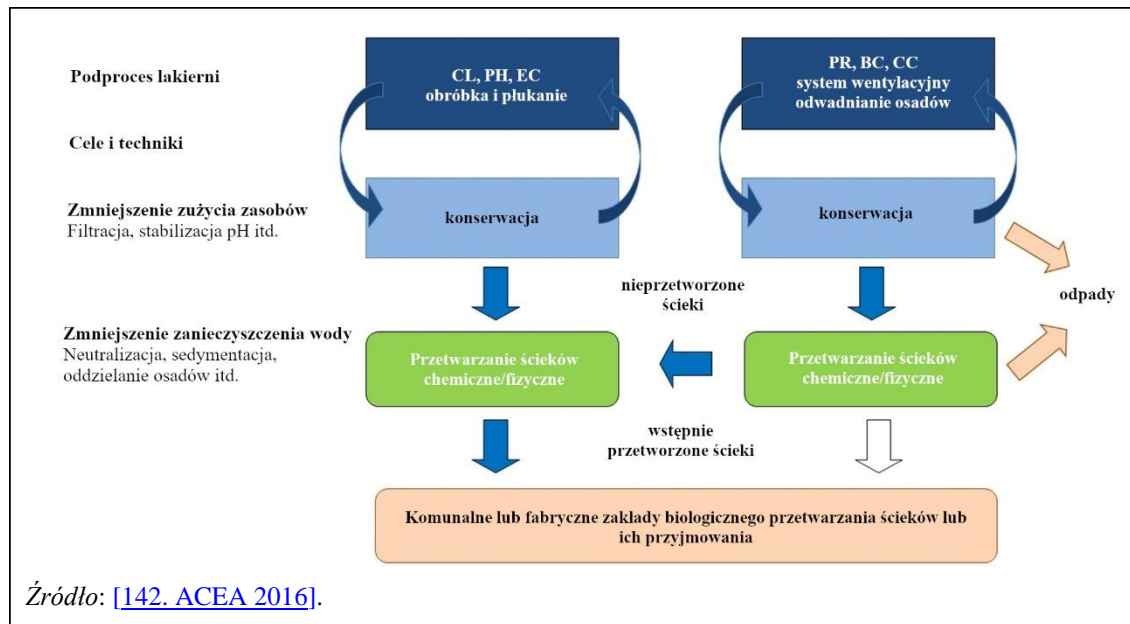 Podproces lakierni
CL, PH, EC
obróbka i płukanie
PR, BC, CC
system wentylacyjny
odwadnianie osadów
Cele i techniki
Zmniejszenie zużycia zasobów
Filtracja, stabilizacja pH itd.
konserwacja
konserwacja
nieprzetworzone
ścieki
odpady
Zmniejszenie zanieczyszczenia wody
Neutralizacja, sedymentacja,
oddzielanie osadów itd.
Przetwarzanie ścieków
chemiczne/fizyczne
Przetwarzanie ścieków
chemiczne/fizyczne
wstępnie
przetworzone ścieki
Komunalne lub fabryczne zakłady biologicznego przetwarzania ścieków lub
ich przyjmowania
Źródło: [142. ACEA 2016].